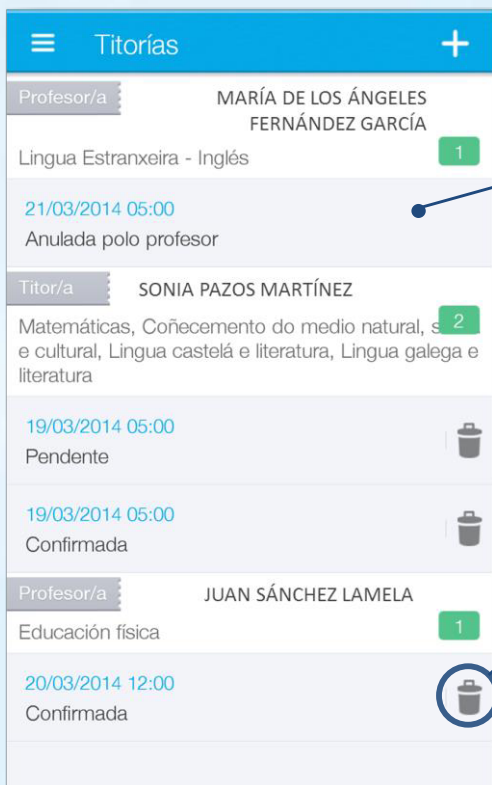 Titorías
Profesor/a
MARÍA DE LOS ÁNGELES
FERNÁNDEZ GARCÍA
Lingua Estranxeira - Inglés
1
21/03/2014 05:00
Anulada polo profesor
Titor/a
SONIA PAZOS MARTÍNEZ
Matemáticas, Coñecemento do medio natural,
2
e cultural, Lingua castelá e literatura, Lingua galega e
literatura
19/03/2014 05:00
Pendente
19/03/2014 05:00
Confirmada
Profesor/a
JUAN SÁNCHEZ LAMELA
Educación física
1
20/03/2014 12:00
Confirmada